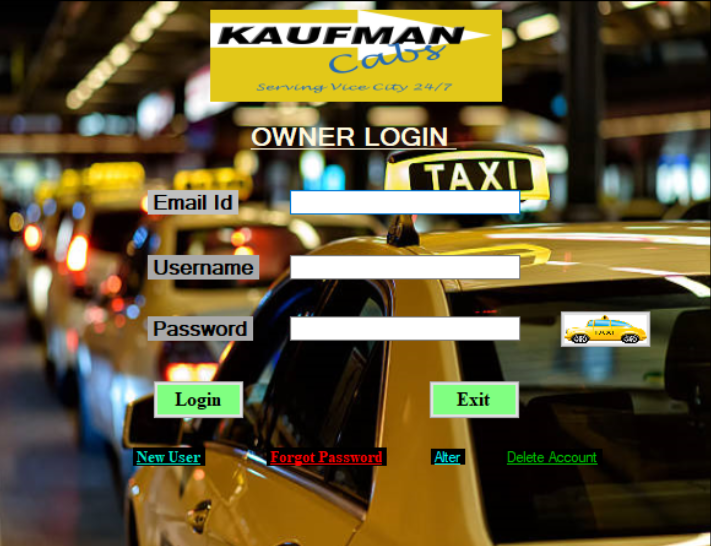 KAUFMAN
Cabs
Serving Vice City 24/7
OWNER LOGIN
TAXI
Email Id
Username
Password
TAXI
Login
Exit
New User
Forgot Password
Alter
Delete Account